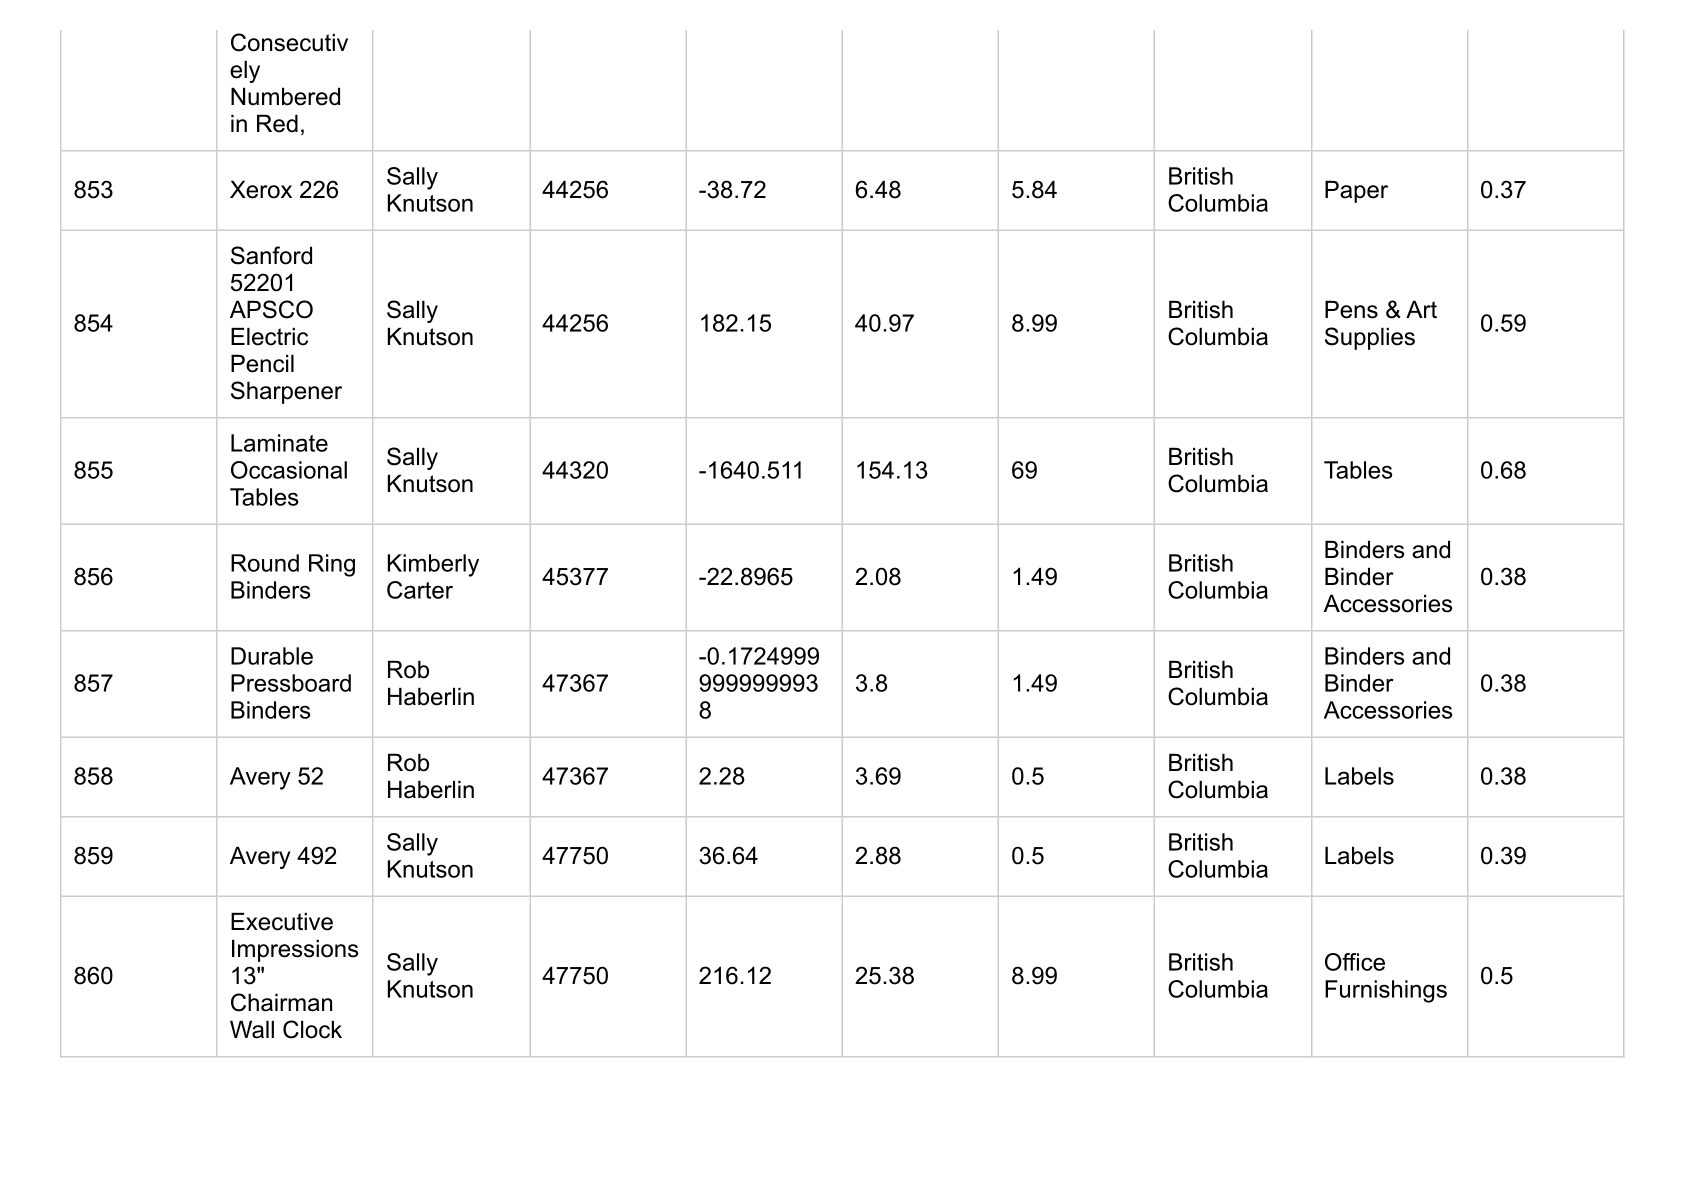 Consecutiv
ely
Numbered
in Red,
853
Xerox 226
Sally
Knutson
44256
-38.72
6.48
5.84
British
Columbia
Paper
0.37
854
Sanford
52201
APSCO
Electric
Pencil
Sharpener
Sally
Knutson
44256
182.15
40.97
8.99
British
Columbia
Pens & Art
Supplies
0.59
855
Laminate
Occasional
Tables
Sally
Knutson
44320
-1640.511
154.13
69
British
Columbia
Tables
0.68
856
Round Ring
Binders
Kimberly
Carter
45377
-22.8965
2.08
1.49
British
Columbia
Binders and
Binder
Accessories
0.38
857
Durable
Pressboard
Binders
Rob
Haberlin
47367
-0.1724999
999999993
8
3.8
1.49
British
Columbia
Binders and
Binder
Accessories
0.38
858
Avery 52
Rob
Haberlin
47367
2.28
3.69
0.5
British
Columbia
Labels
0.38
859
Avery 492
Sally
Knutson
47750
36.64
2.88
0.5
British
Columbia
Labels
0.39
860
Executive
Impressions
13"
Chairman
Wall Clock
Sally
Knutson
47750
216.12
25.38
8.99
British
Columbia
Office
Furnishings
0.5